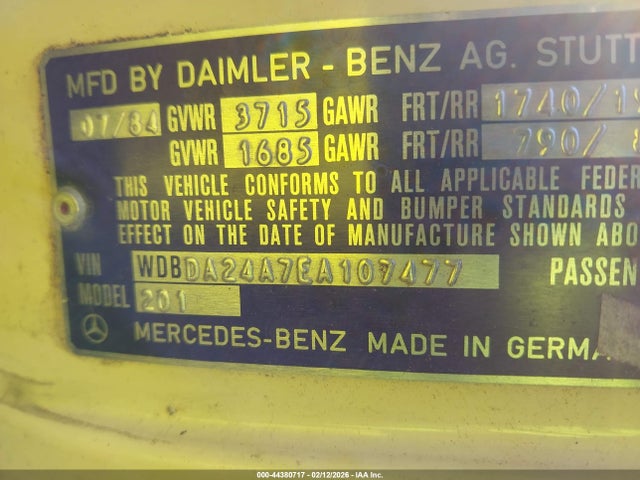 MFD BY DAIMLER - BENZ AG. STUTT
07/84 GVWR 3715 GAWR FRT/RR 1740/19
GVWR 1685 GAWR FRT/RR 790/ 8
THIS VEHICLE CONFORMS TO ALL APPLICABLE FEDER
MOTOR VEHICLE SAFETY AND BUMPER STANDARDS
EFFECT ON THE DATE OF MANUFACTURE SHOWN ABO
VIN WDBDA24A7EA107477 PASSEN
MODEL 201
MERCEDES-BENZ MADE IN GERMA
000-44380717 - 02/12/2026 - IAA Inc.